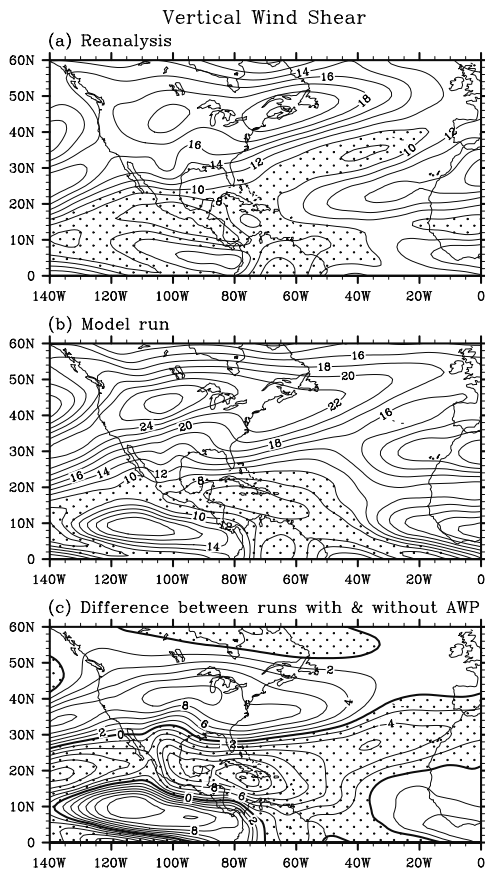 Vertical Wind Shear
(a) Reanalysis
60N
50N
40N
30N
20N
10N
0
14
16
18
16
14
12
12
10
10
8
140W 120W 100W 80W 60W 40W 20W 0
(b) Model run
60N
50N
40N
30N
20N
10N
0
16
18
20
22
24
20
18
16
16
14
12
10
8
10
12
14
140W 120W 100W 80W 60W 40W 20W 0
(c) Difference between runs with & without AWP
60N
50N
40N
30N
20N
10N
0
2
4
8
6
2
0
4
0
6
8
140W 120W 100W 80W 60W 40W 20W 0